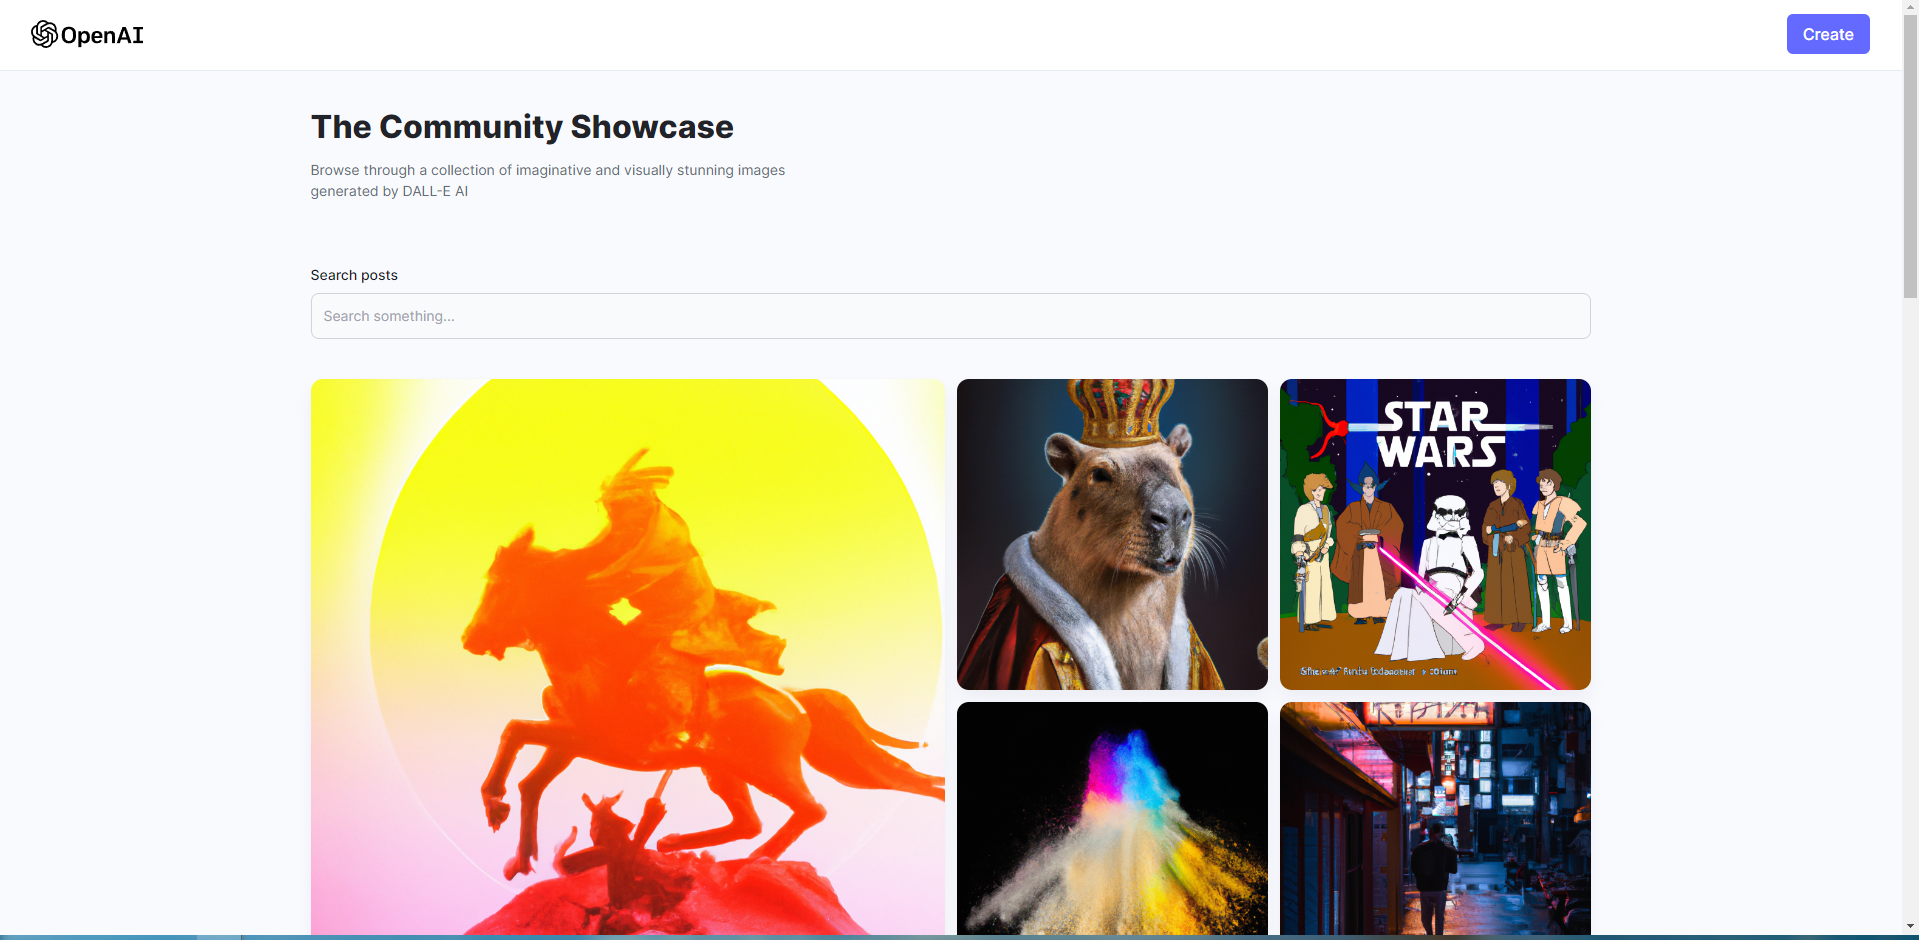 OpenAI
Create
The Community Showcase
Browse through a collection of imaginative and visually stunning images
generated by DALL-E AI
Search posts
Search something...
STAR
WARS